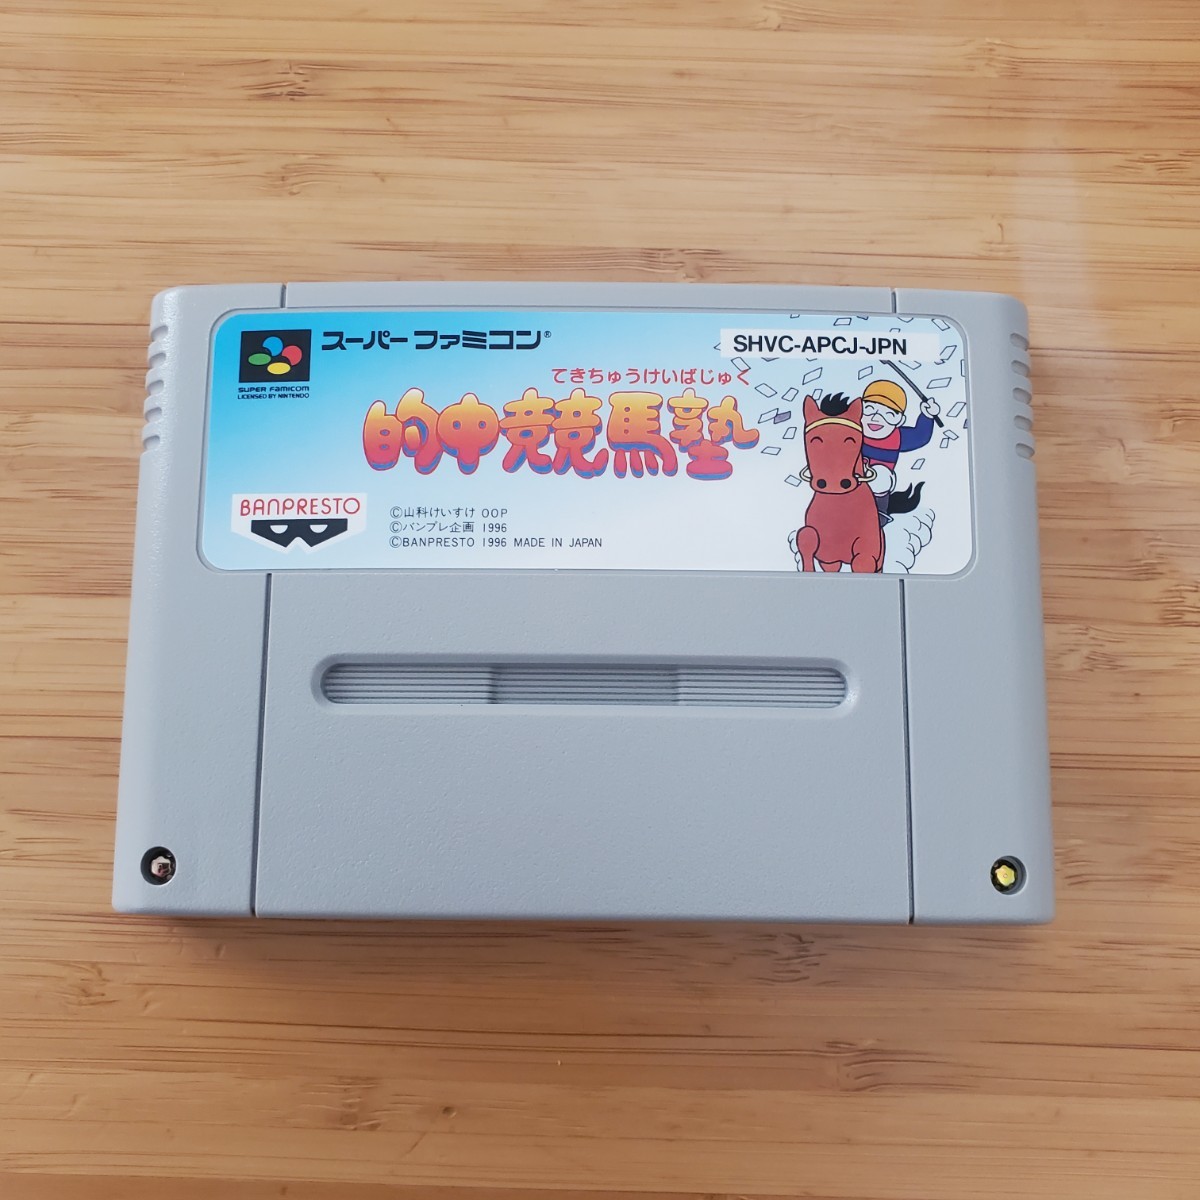 スーパーファミコン®
SHVC-APCJ-JPN
SUPER FAMICOM
LICENSED BY NINTENDO
てきちゅうけいばじゅく
的中競馬塾
BANPRESTO
©山科けいすけ OOP
©バンプレ企画 1996
©BANPRESTO 1996 MADE IN JAPAN